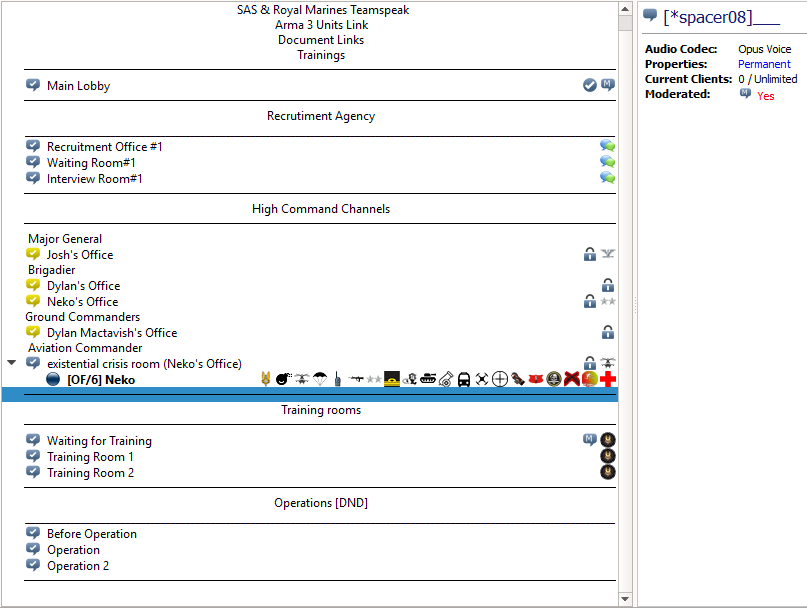 SAS & Royal Marines Teamspeak
Arma 3 Units Link
Document Links
Trainings
Main Lobby
M
Recrutiment Agency
Recruitment Office #1
Waiting Room#1
Interview Room#1
High Command Channels
Major General
Josh's Office
Brigadier
Dylan's Office
Neko's Office
Ground Commanders
Dylan Mactavish's Office
Aviation Commander
existential crisis room (Neko's Office)
[OF/6] Neko
Training rooms
Waiting for Training
M
Training Room 1
Training Room 2
Operations [DND]
Before Operation
Operation
Operation 2
[*spacer08]___
Audio Codec: Opus Voice
Properties: Permanent
Current Clients: 0 / Unlimited
Moderated: M Yes